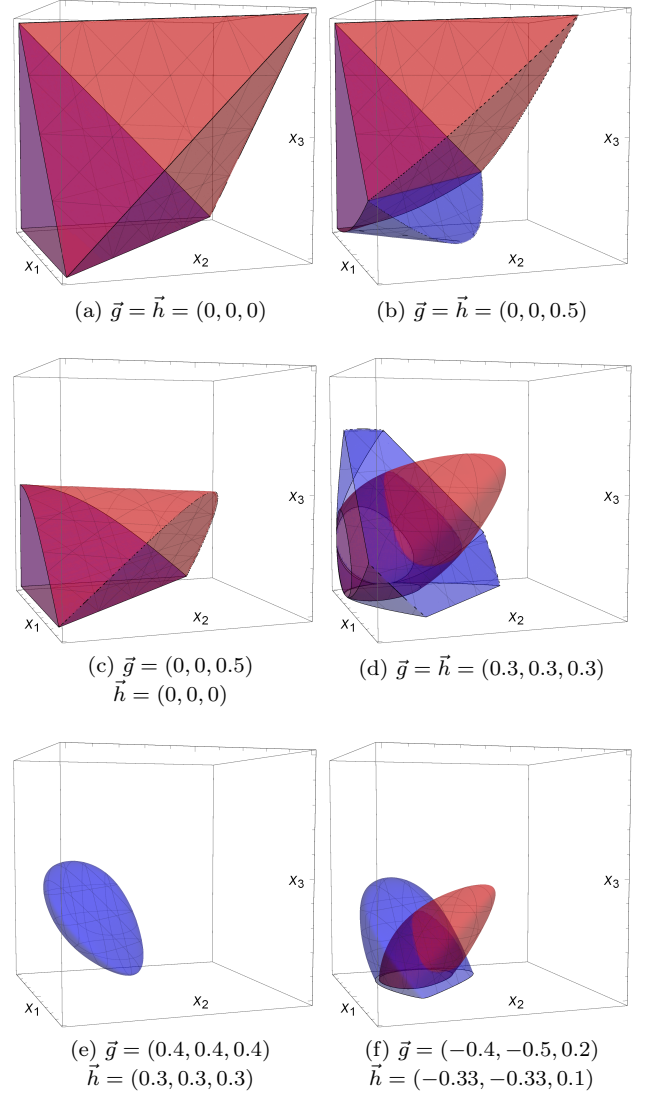 x₃ x₃
x₁ x₂ x₁ x₂
(a) g⃗ = h⃗ = (0, 0, 0) (b) g⃗ = h⃗ = (0, 0, 0.5)
x₃ x₃
x₁ x₂ x₁ x₂
(c) g⃗ = (0, 0, 0.5)
h⃗ = (0, 0, 0)
(d) g⃗ = h⃗ = (0.3, 0.3, 0.3)
x₃ x₃
x₁ x₂ x₁ x₂
(e) g⃗ = (0.4, 0.4, 0.4)
h⃗ = (0.3, 0.3, 0.3)
(f) g⃗ = (−0.4, −0.5, 0.2)
h⃗ = (−0.33, −0.33, 0.1)